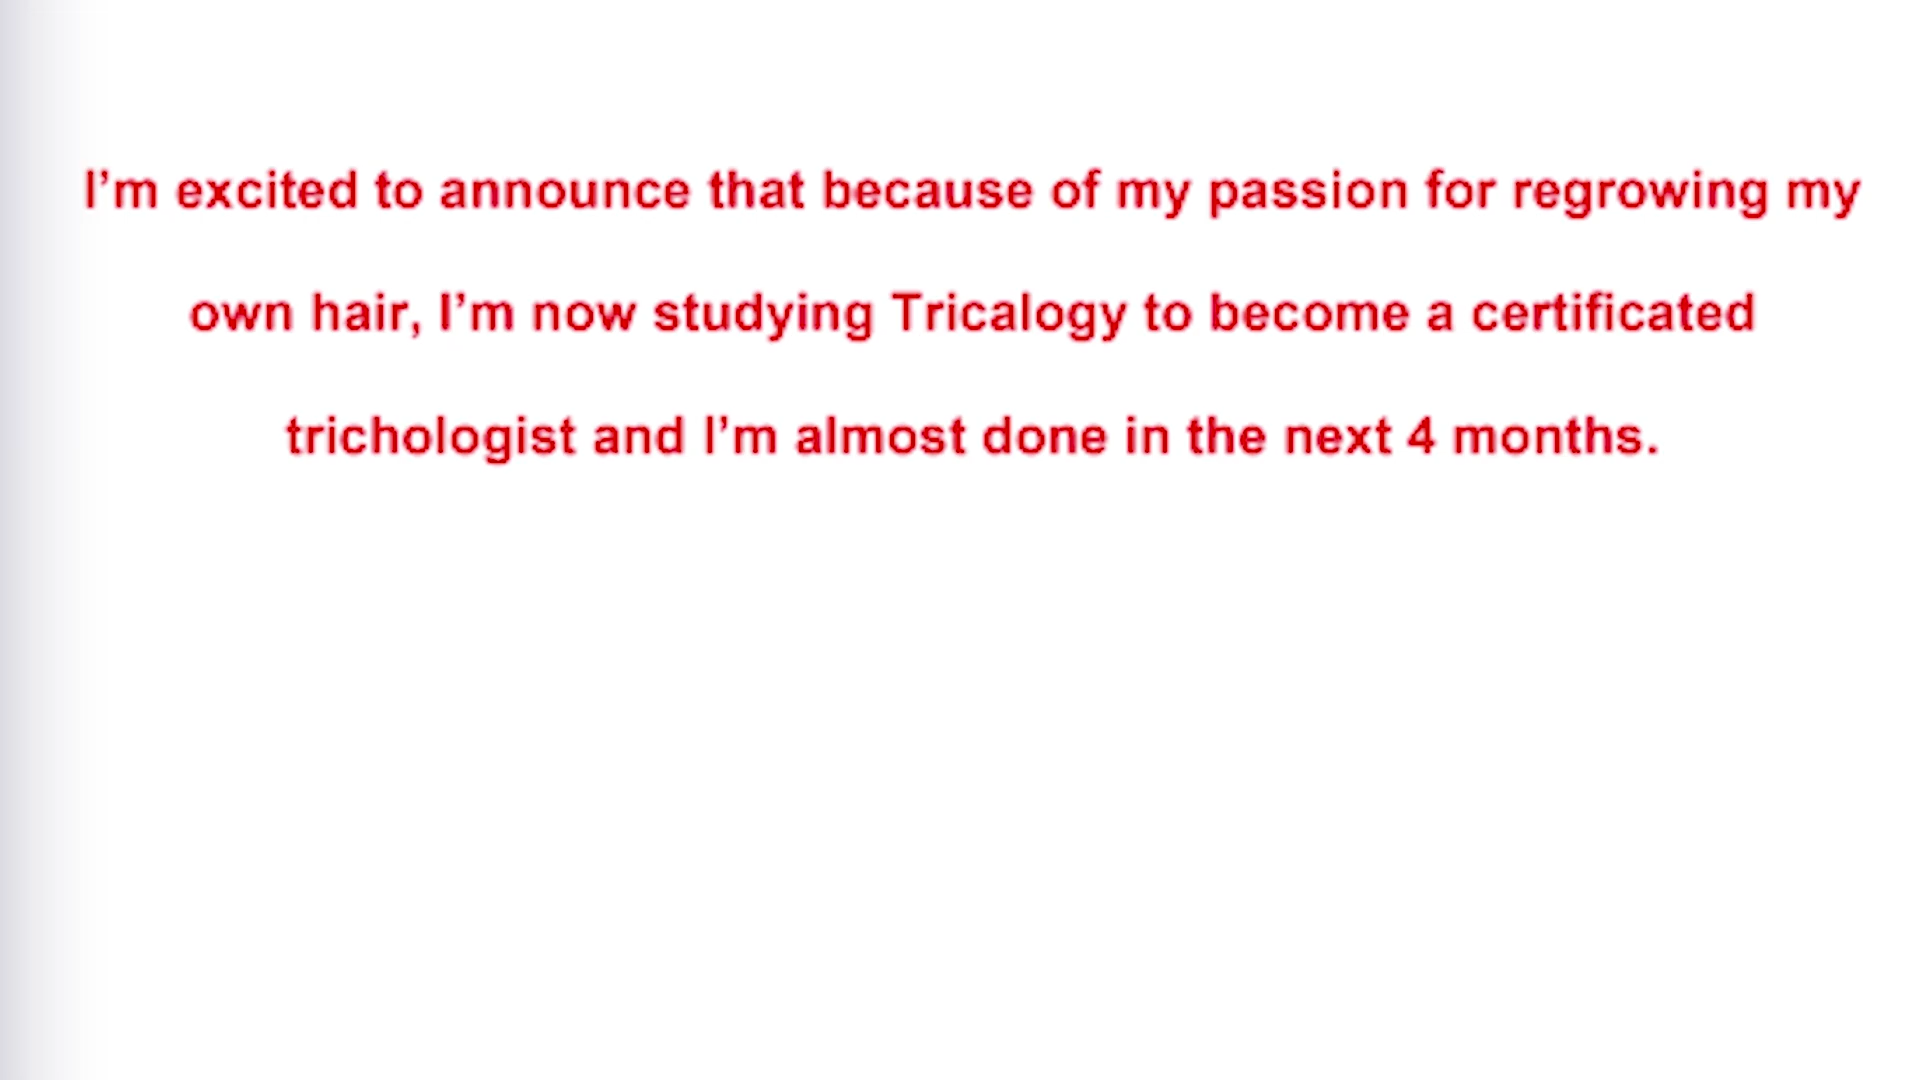 I’m excited to announce that because of my passion for regrowing my
own hair, I’m now studying Tricalogy to become a certificated
trichologist and I’m almost done in the next 4 months.